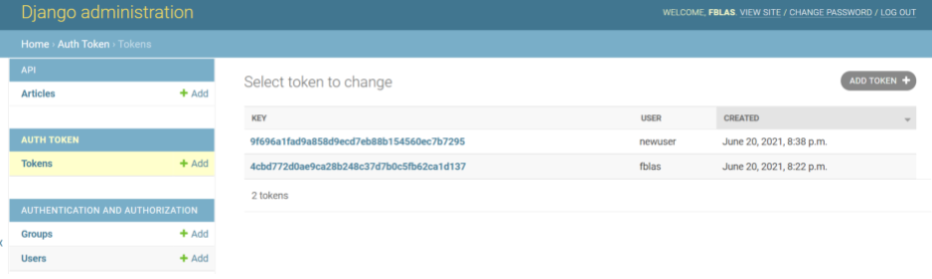 Django administration
WELCOME, FBLAS. VIEW SITE / CHANGE PASSWORD / LOG OUT
Home › Auth Token › Tokens
API
Articles + Add
AUTH TOKEN
Tokens + Add
AUTHENTICATION AND AUTHORIZATION
Groups + Add
Users + Add
Select token to change
ADD TOKEN +
KEY USER CREATED
9f696a1fad9a858d9ecd7eb88b154560ec7b7295 newuser June 20, 2021, 8:38 p.m.
4cbd772d0ae9ca28b248c37d7b0c5fb62ca1d137 fblas June 20, 2021, 8:22 p.m.
2 tokens